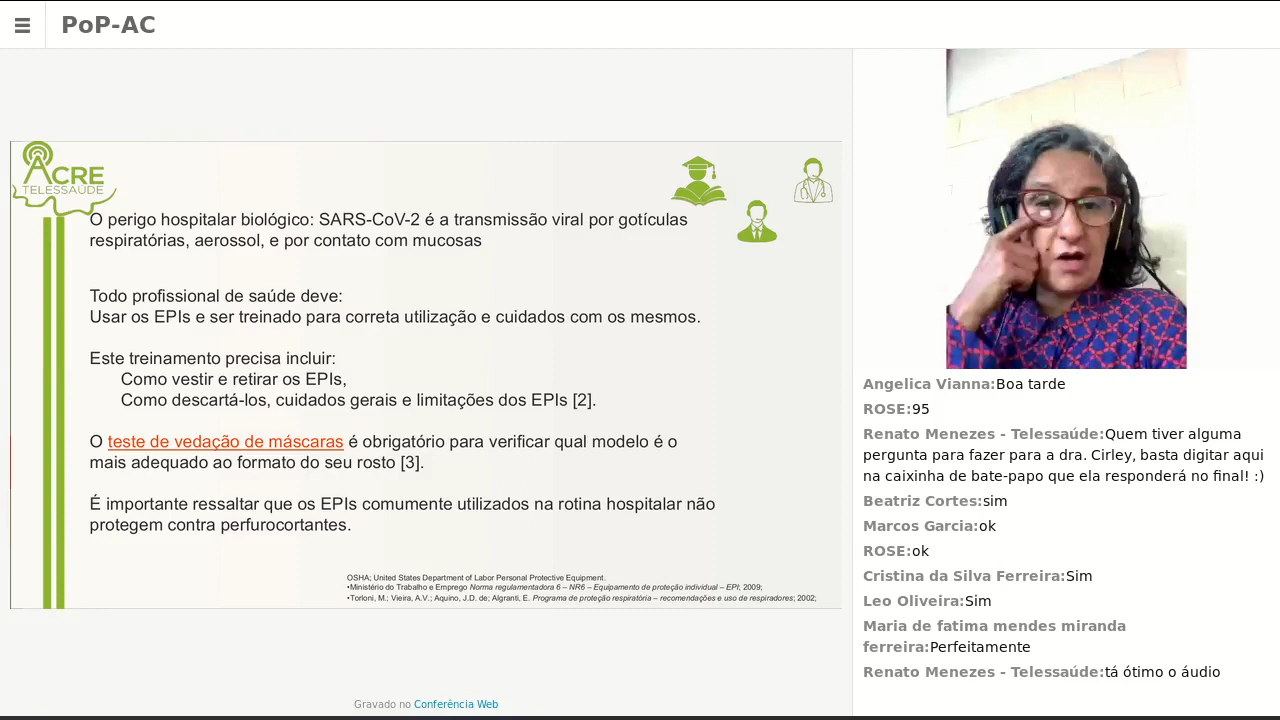 PoP-AC
ACRE
TELESSAÚDE
O perigo hospitalar biológico: SARS-CoV-2 é a transmissão viral por gotículas
respiratórias, aerossol, e por contato com mucosas
Todo profissional de saúde deve:
Usar os EPIs e ser treinado para correta utilização e cuidados com os mesmos.
Este treinamento precisa incluir:
Como vestir e retirar os EPIs,
Como descartá-los, cuidados gerais e limitações dos EPIs [2].
O teste de vedação de máscaras é obrigatório para verificar qual modelo é o
mais adequado ao formato do seu rosto [3].
É importante ressaltar que os EPIs comumente utilizados na rotina hospitalar não
protegem contra perfurocortantes.
OSHA; United States Department of Labor Personal Protective Equipment.
•Ministério do Trabalho e Emprego Norma regulamentadora 6 – NR6 – Equipamento de proteção individual – EPI; 2009;
•Torloni, M.; Vieira, A.V.; Aquino, J.D. de; Algranti, E. Programa de proteção respiratória – recomendações e uso de respiradores; 2002;
Gravado no Conferência Web
Angelica Vianna:Boa tarde
ROSE:95
Renato Menezes - Telessaúde:Quem tiver alguma
pergunta para fazer para a dra. Cirley, basta digitar aqui
na caixinha de bate-papo que ela responderá no final! :)
Beatriz Cortes:sim
Marcos Garcia:ok
ROSE:ok
Cristina da Silva Ferreira:Sim
Leo Oliveira:Sim
Maria de fatima mendes miranda
ferreira:Perfeitamente
Renato Menezes - Telessaúde:tá ótimo o áudio